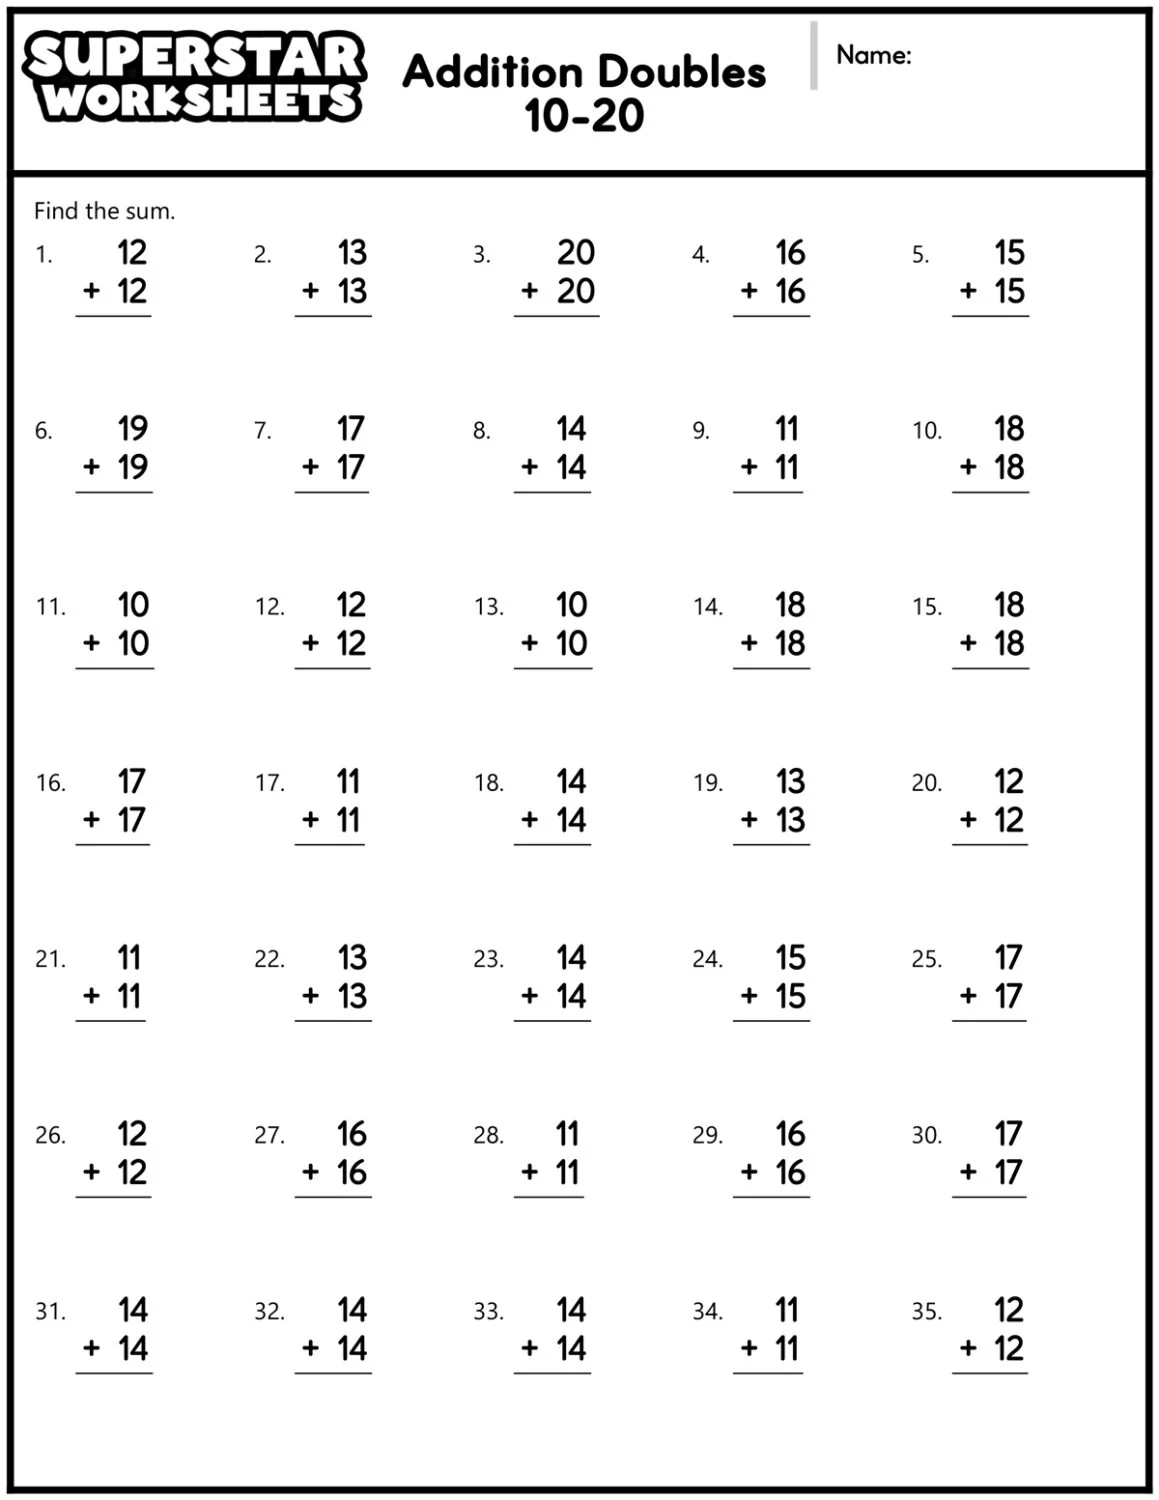 SUPERSTAR
WORKSHEETS
Addition Doubles
10-20
Name:
Find the sum.
1. 12 2. 13 3. 20 4. 16 5. 15
+ 12 + 13 + 20 + 16 + 15
6. 19 7. 17 8. 14 9. 11 10. 18
+ 19 + 17 + 14 + 11 + 18
11. 10 12. 12 13. 10 14. 18 15. 18
+ 10 + 12 + 10 + 18 + 18
16. 17 17. 11 18. 14 19. 13 20. 12
+ 17 + 11 + 14 + 13 + 12
21. 11 22. 13 23. 14 24. 15 25. 17
+ 11 + 13 + 14 + 15 + 17
26. 12 27. 16 28. 11 29. 16 30. 17
+ 12 + 16 + 11 + 16 + 17
31. 14 32. 14 33. 14 34. 11 35. 12
+ 14 + 14 + 14 + 11 + 12